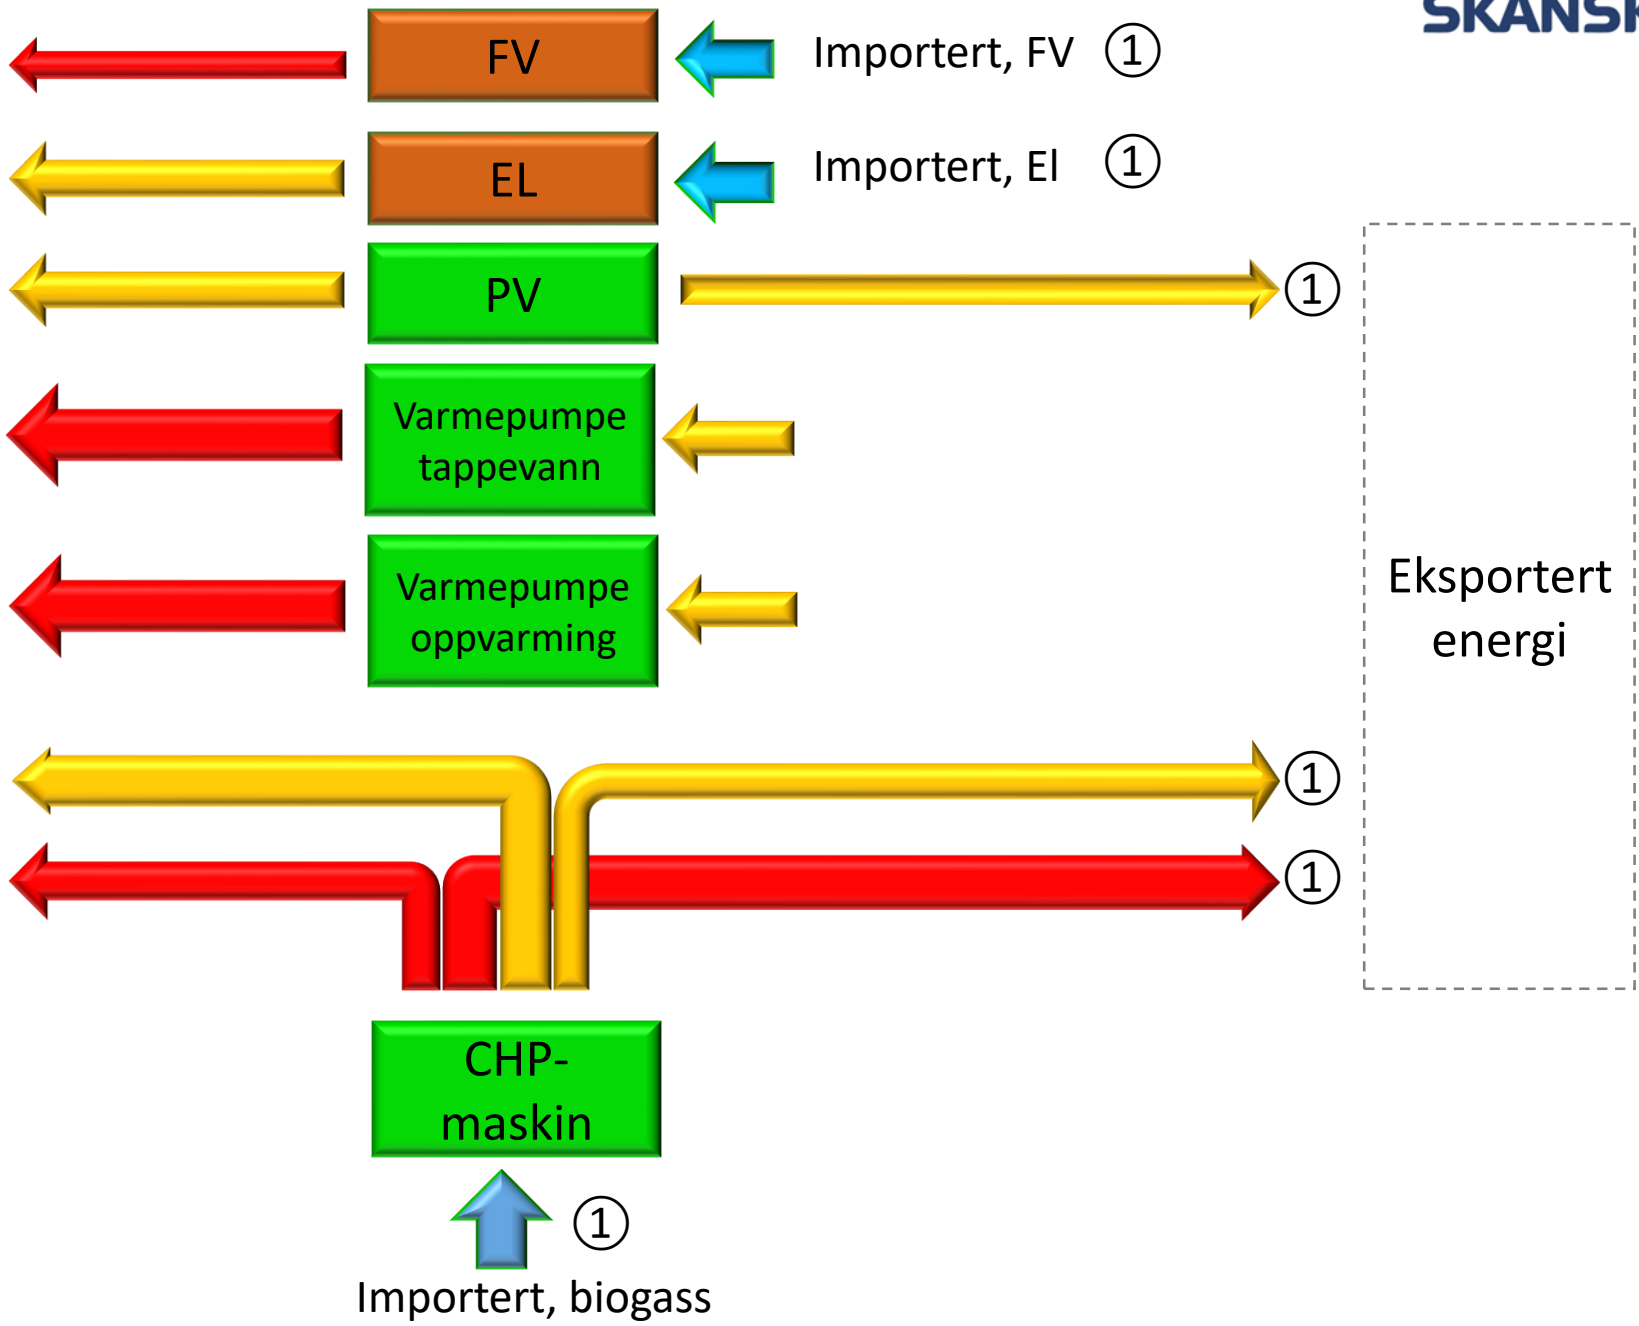 SKANSK
FV
Importert, FV ①
EL
Importert, El ①
PV
①
Varmepumpe
tappevann
Varmepumpe
oppvarming
Eksportert
energi
①
①
CHP-
maskin
①
Importert, biogass